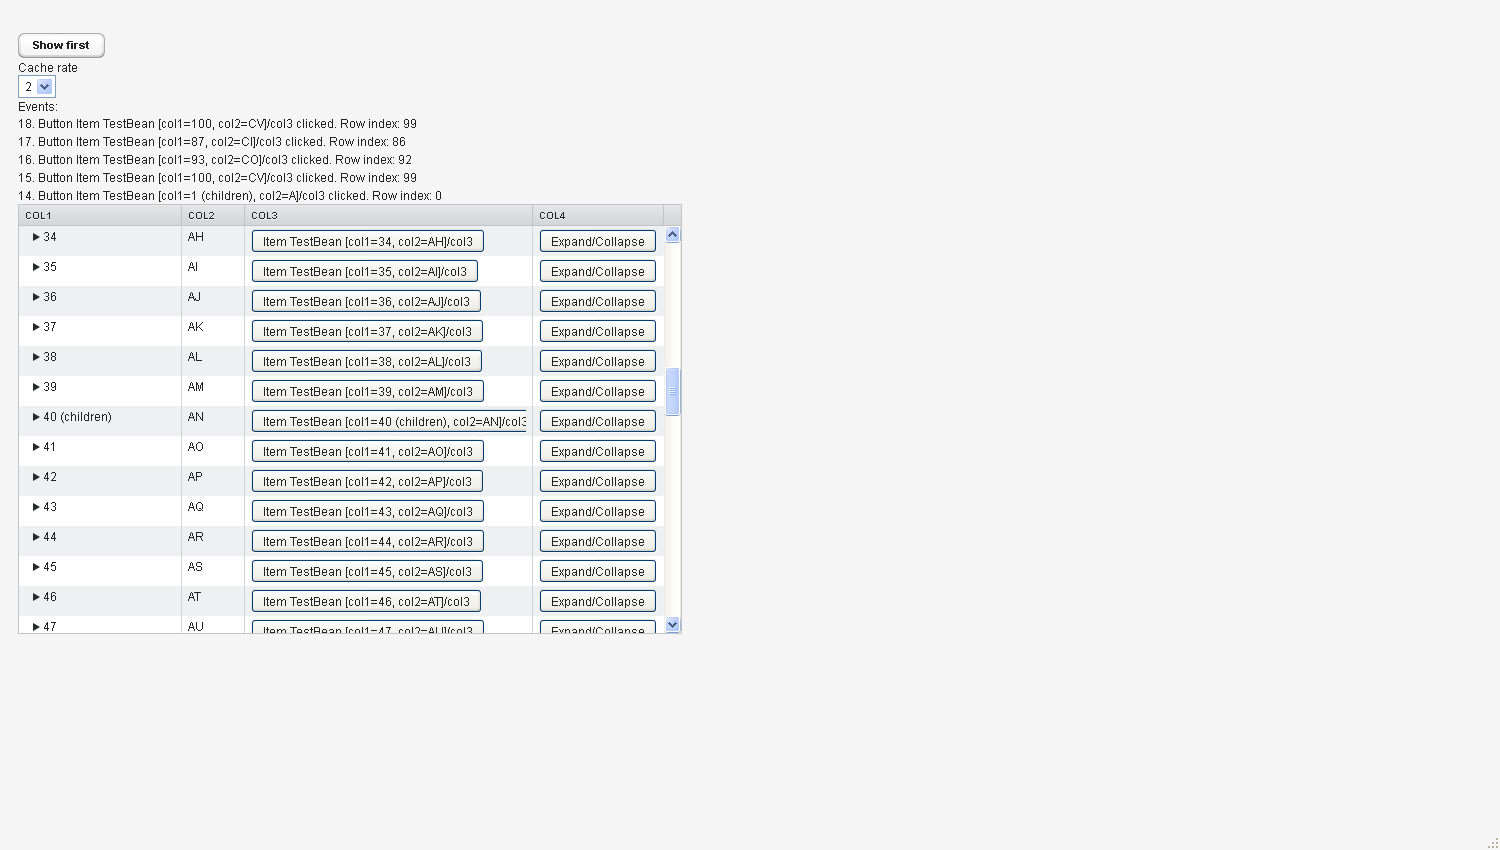 Show first
Cache rate
2
Events:
18. Button Item TestBean [col1=100, col2=CV]/col3 clicked. Row index: 99
17. Button Item TestBean [col1=87, col2=CI]/col3 clicked. Row index: 86
16. Button Item TestBean [col1=93, col2=CO]/col3 clicked. Row index: 92
15. Button Item TestBean [col1=100, col2=CV]/col3 clicked. Row index: 99
14. Button Item TestBean [col1=1 (children), col2=A]/col3 clicked. Row index: 0
COL1 COL2 COL3 COL4
34 AH Item TestBean [col1=34, col2=AH]/col3 Expand/Collapse
35 AI Item TestBean [col1=35, col2=AI]/col3 Expand/Collapse
36 AJ Item TestBean [col1=36, col2=AJ]/col3 Expand/Collapse
37 AK Item TestBean [col1=37, col2=AK]/col3 Expand/Collapse
38 AL Item TestBean [col1=38, col2=AL]/col3 Expand/Collapse
39 AM Item TestBean [col1=39, col2=AM]/col3 Expand/Collapse
40 (children) AN Item TestBean [col1=40 (children), col2=AN]/col3 Expand/Collapse
41 AO Item TestBean [col1=41, col2=AO]/col3 Expand/Collapse
42 AP Item TestBean [col1=42, col2=AP]/col3 Expand/Collapse
43 AQ Item TestBean [col1=43, col2=AQ]/col3 Expand/Collapse
44 AR Item TestBean [col1=44, col2=AR]/col3 Expand/Collapse
45 AS Item TestBean [col1=45, col2=AS]/col3 Expand/Collapse
46 AT Item TestBean [col1=46, col2=AT]/col3 Expand/Collapse
47 AU Item TestBean [col1=47, col2=AU]/col3 Expand/Collapse